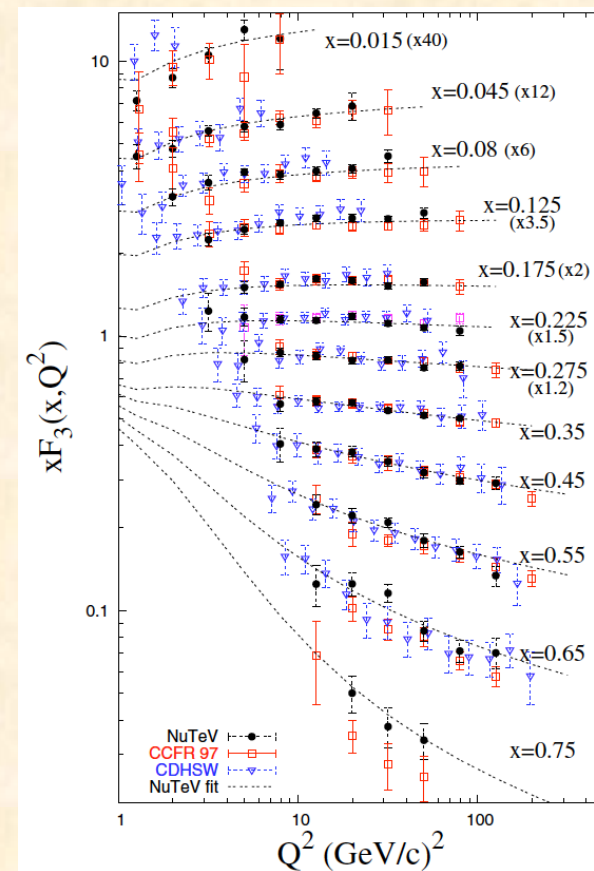 10
1
0.1
xF3(x,Q²)
x=0.015 (x40)
x=0.045 (x12)
x=0.08 (x6)
x=0.125
(x3.5)
x=0.175 (x2)
x=0.225
(x1.5)
x=0.275
(x1.2)
x=0.35
x=0.45
x=0.55
x=0.65
x=0.75
NuTeV
CCFR 97
CDHSW
NuTeV fit
1 10 100
Q² (GeV/c)²